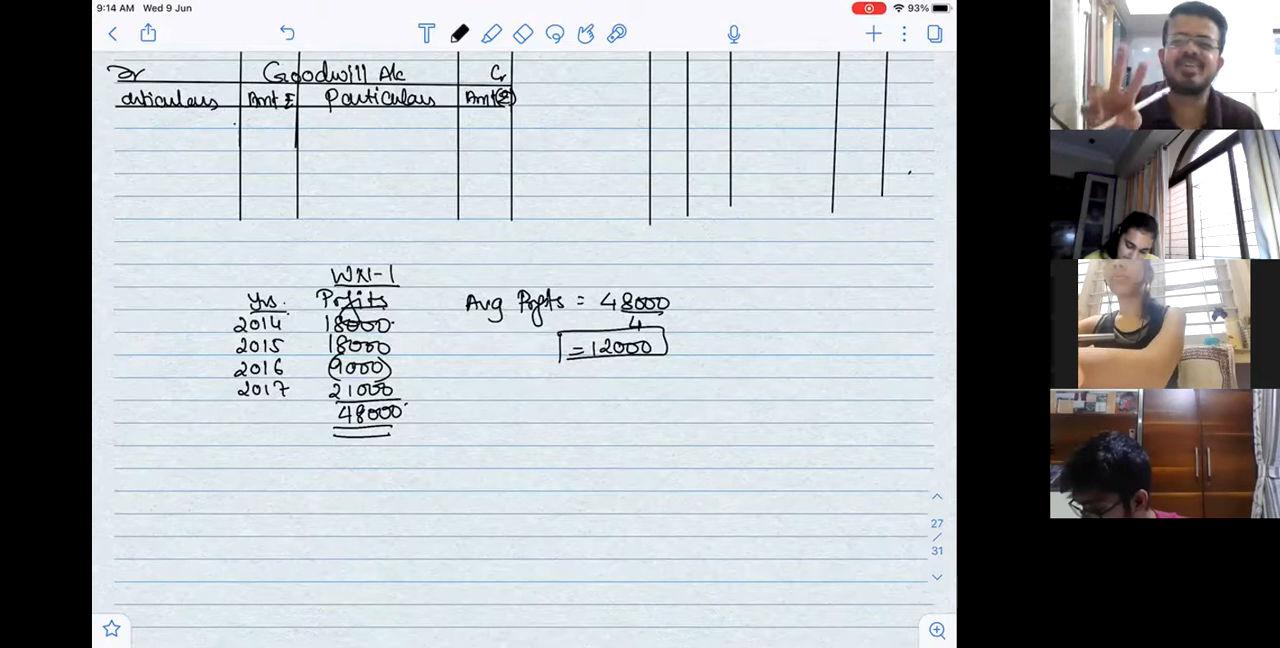 9:14 AM Wed 9 Jun
93%
T
Dr Goodwill A/c Cr
articulars Amt ₹ Particulars Amt(₹)
WN-1
Yrs. Profits
2014 18000
2015 18000
2016 (9000)
2017 21000
48000
Avg Profits = 48000
4
= 12000
27
/
31